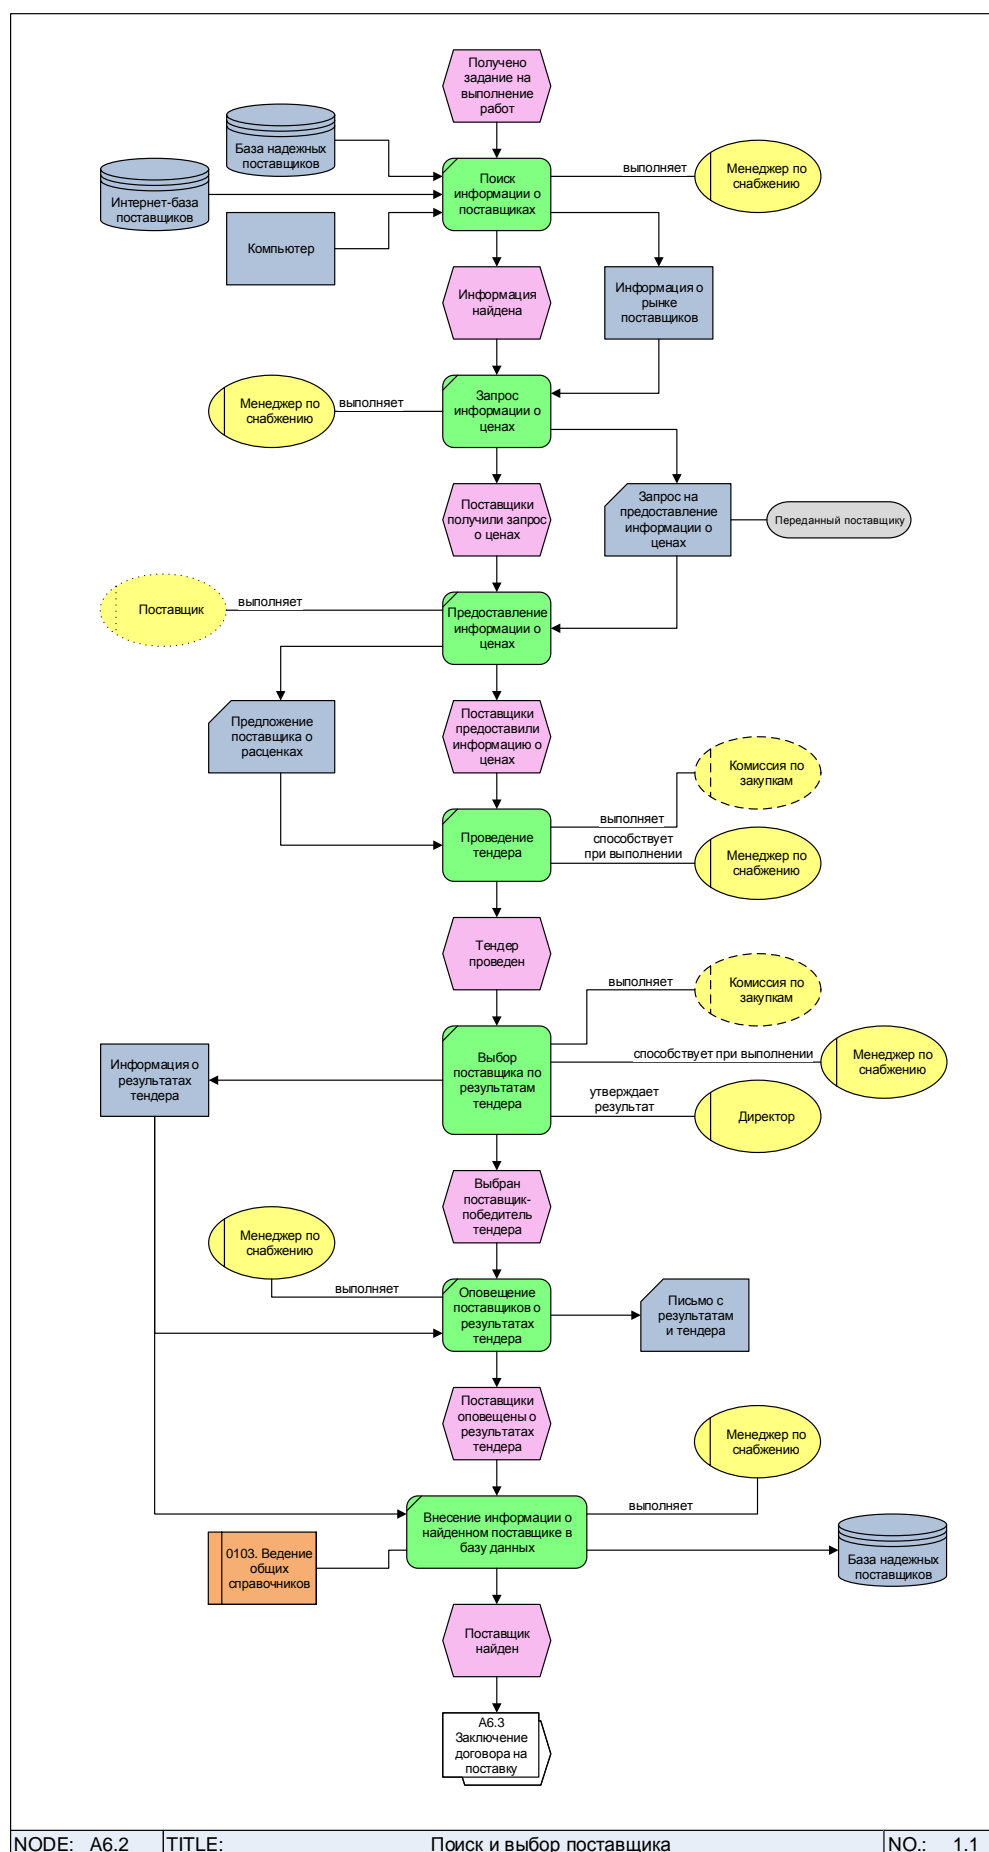 Получено
задание на
выполнение
работ
База надежных
поставщиков
Интернет-база
поставщиков
Компьютер
Поиск
информации о
поставщиках
выполняет
Менеджер по
снабжению
Информация
найдена
Информация о
рынке
поставщиков
Менеджер по
снабжению
выполняет
Запрос
информации о
ценах
Поставщики
получили запрос
о ценах
Запрос на
предоставление
информации о
ценах
Переданный поставщику
Поставщик
выполняет
Предоставление
информации о
ценах
Предложение
поставщика о
расценках
Поставщики
предоставили
информацию о
ценах
Комиссия по
закупкам
выполняет
Проведение
тендера
способствует
при выполнении
Менеджер по
снабжению
Тендер
проведен
Комиссия по
закупкам
выполняет
Информация о
результатах
тендера
Выбор
поставщика по
результатам
тендера
способствует при выполнении
Менеджер по
снабжению
утверждает
результат
Директор
Выбран
поставщик-
победитель
тендера
Менеджер по
снабжению
выполняет
Оповещение
поставщиков о
результатах
тендера
Письмо с
результатам
и тендера
Поставщики
оповещены о
результатах
тендера
Менеджер по
снабжению
выполняет
Внесение информации о
найденном поставщике в
базу данных
0103. Ведение
общих
справочников
База надежных
поставщиков
Поставщик
найден
A6.3
Заключение
договора на
поставку
NODE: A6.2 TITLE: Поиск и выбор поставщика NO.: 1.1